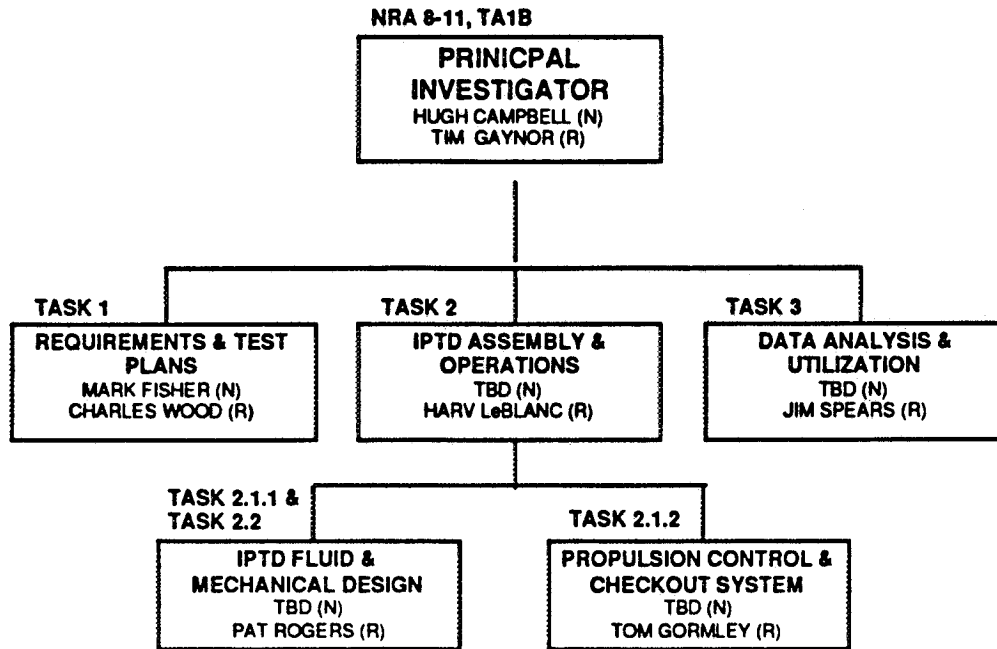 NRA 8-11, TA1B
PRINICPAL
INVESTIGATOR
HUGH CAMPBELL (N)
TIM GAYNOR (R)
TASK 1
REQUIREMENTS & TEST
PLANS
MARK FISHER (N)
CHARLES WOOD (R)
TASK 2
IPTD ASSEMBLY &
OPERATIONS
TBD (N)
HARV LeBLANC (R)
TASK 3
DATA ANALYSIS &
UTILIZATION
TBD (N)
JIM SPEARS (R)
TASK 2.1.1 &
TASK 2.2
IPTD FLUID &
MECHANICAL DESIGN
TBD (N)
PAT ROGERS (R)
TASK 2.1.2
PROPULSION CONTROL &
CHECKOUT SYSTEM
TBD (N)
TOM GORMLEY (R)